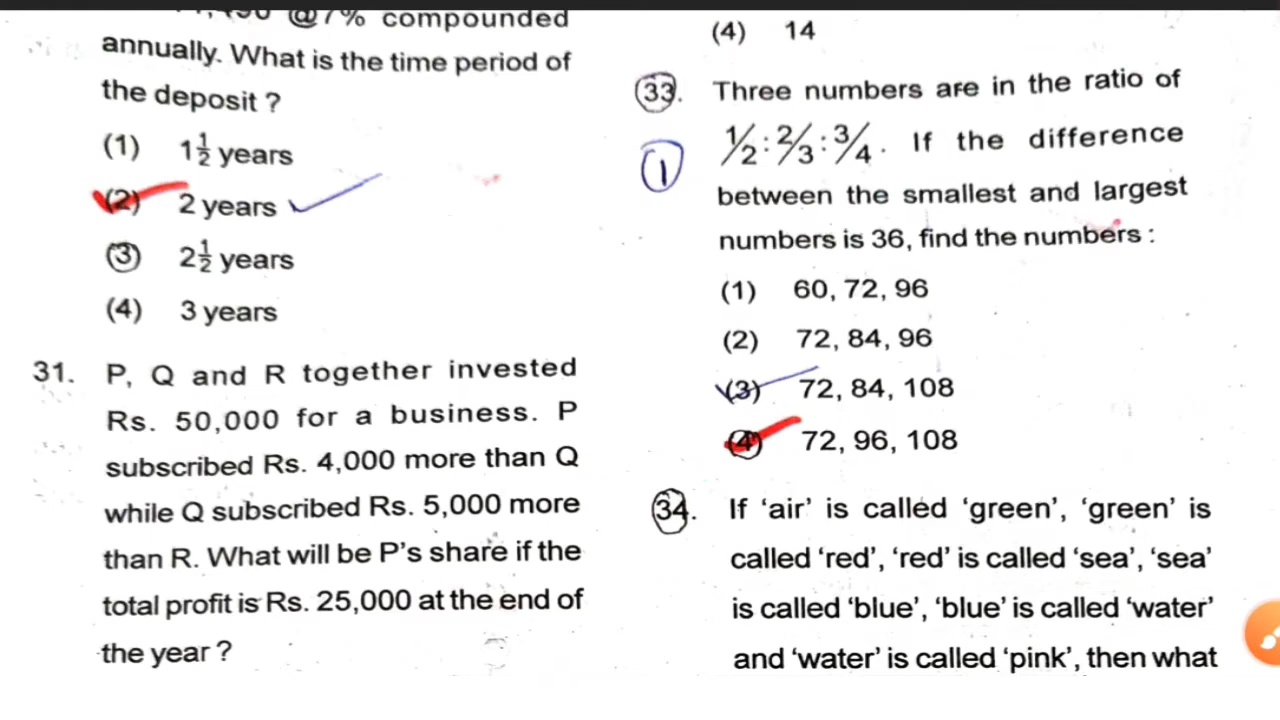 @7% compounded
annually. What is the time period of
the deposit ?
(1) 1½ years
(2) 2 years
(3) 2½ years
(4) 3 years
31. P, Q and R together invested
Rs. 50,000 for a business. P
subscribed Rs. 4,000 more than Q
while Q subscribed Rs. 5,000 more
than R. What will be P's share if the
total profit is Rs. 25,000 at the end of
the year ?
(4) 14
33. Three numbers are in the ratio of
1
½:⅔:¾. If the difference
between the smallest and largest
numbers is 36, find the numbers :
(1) 60, 72, 96
(2) 72, 84, 96
(3) 72, 84, 108
(4) 72, 96, 108
34. If 'air' is called 'green', 'green' is
called 'red', 'red' is called 'sea', 'sea'
is called 'blue', 'blue' is called 'water'
and 'water' is called 'pink', then what